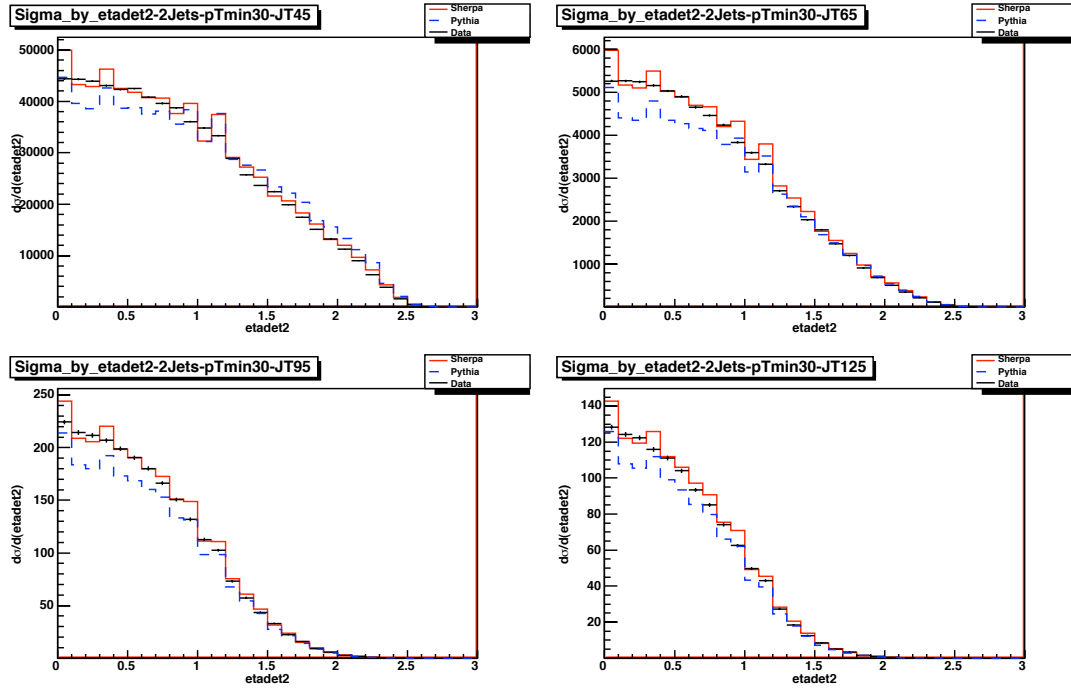 Sigma_by_etadet2-2Jets-pTmin30-JT45
Sherpa
Pythia
Data
dσ/d(etadet2)
50000
40000
30000
20000
10000
0
0.5
1
1.5
2
2.5
3
etadet2
Sigma_by_etadet2-2Jets-pTmin30-JT65
Sherpa
Pythia
Data
dσ/d(etadet2)
6000
5000
4000
3000
2000
1000
0
0.5
1
1.5
2
2.5
3
etadet2
Sigma_by_etadet2-2Jets-pTmin30-JT95
Sherpa
Pythia
Data
dσ/d(etadet2)
250
200
150
100
50
0
0.5
1
1.5
2
2.5
3
etadet2
Sigma_by_etadet2-2Jets-pTmin30-JT125
Sherpa
Pythia
Data
dσ/d(etadet2)
140
120
100
80
60
40
20
0
0.5
1
1.5
2
2.5
3
etadet2